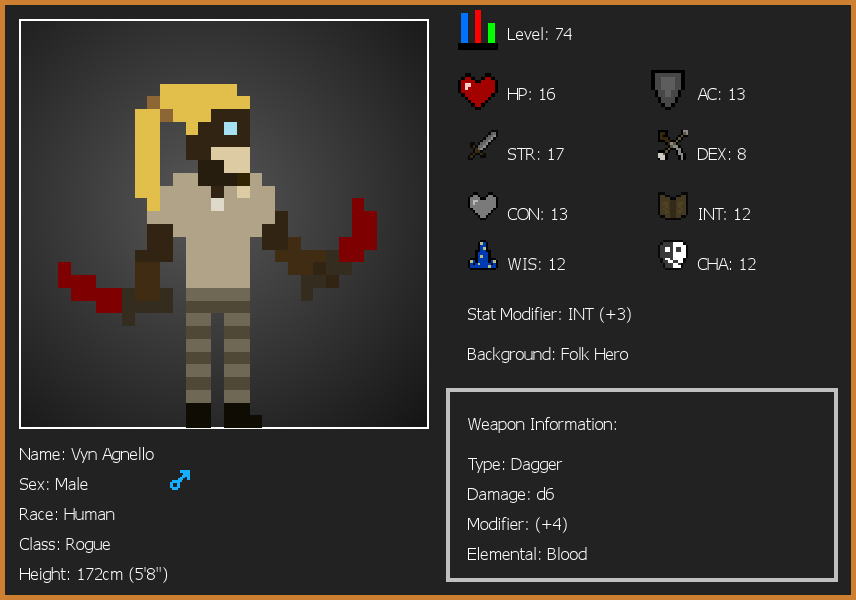 Level: 74
HP: 16
AC: 13
STR: 17
DEX: 8
CON: 13
INT: 12
WIS: 12
CHA: 12
Stat Modifier: INT (+3)
Background: Folk Hero
Weapon Information:
Type: Dagger
Damage: d6
Modifier: (+4)
Elemental: Blood
Name: Vyn Agnello
Sex: Male
Race: Human
Class: Rogue
Height: 172cm (5'8")